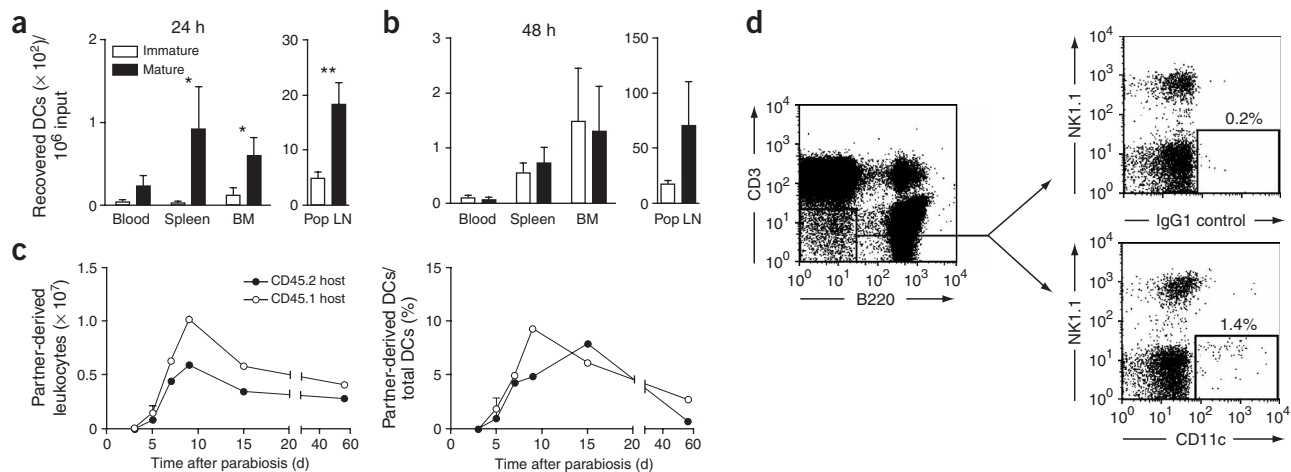 a
24 h
Recovered DCs (× 10²)/
10⁶ input
2
1
0
Immature
Mature
*
*
Blood
Spleen
BM
30
20
10
0
**
Pop LN
b
48 h
3
2
1
0
Blood
Spleen
BM
150
100
50
0
Pop LN
c
Partner-derived
leukocytes (× 10⁷)
1.5
1.0
0.5
0
CD45.2 host
CD45.1 host
0 5 10 15 20 40 60
Time after parabiosis (d)
Partner-derived DCs/
total DCs (%)
15
10
5
0
0 5 10 15 20 40 60
Time after parabiosis (d)
d
CD3
10⁴
10³
10²
10¹
10⁰
10⁰ 10¹ 10² 10³ 10⁴
B220
NK1.1
10⁴
10³
10²
10¹
10⁰
0.2%
10⁰ 10¹ 10² 10³ 10⁴
IgG1 control
NK1.1
10⁴
10³
10²
10¹
10⁰
1.4%
10⁰ 10¹ 10² 10³ 10⁴
CD11c